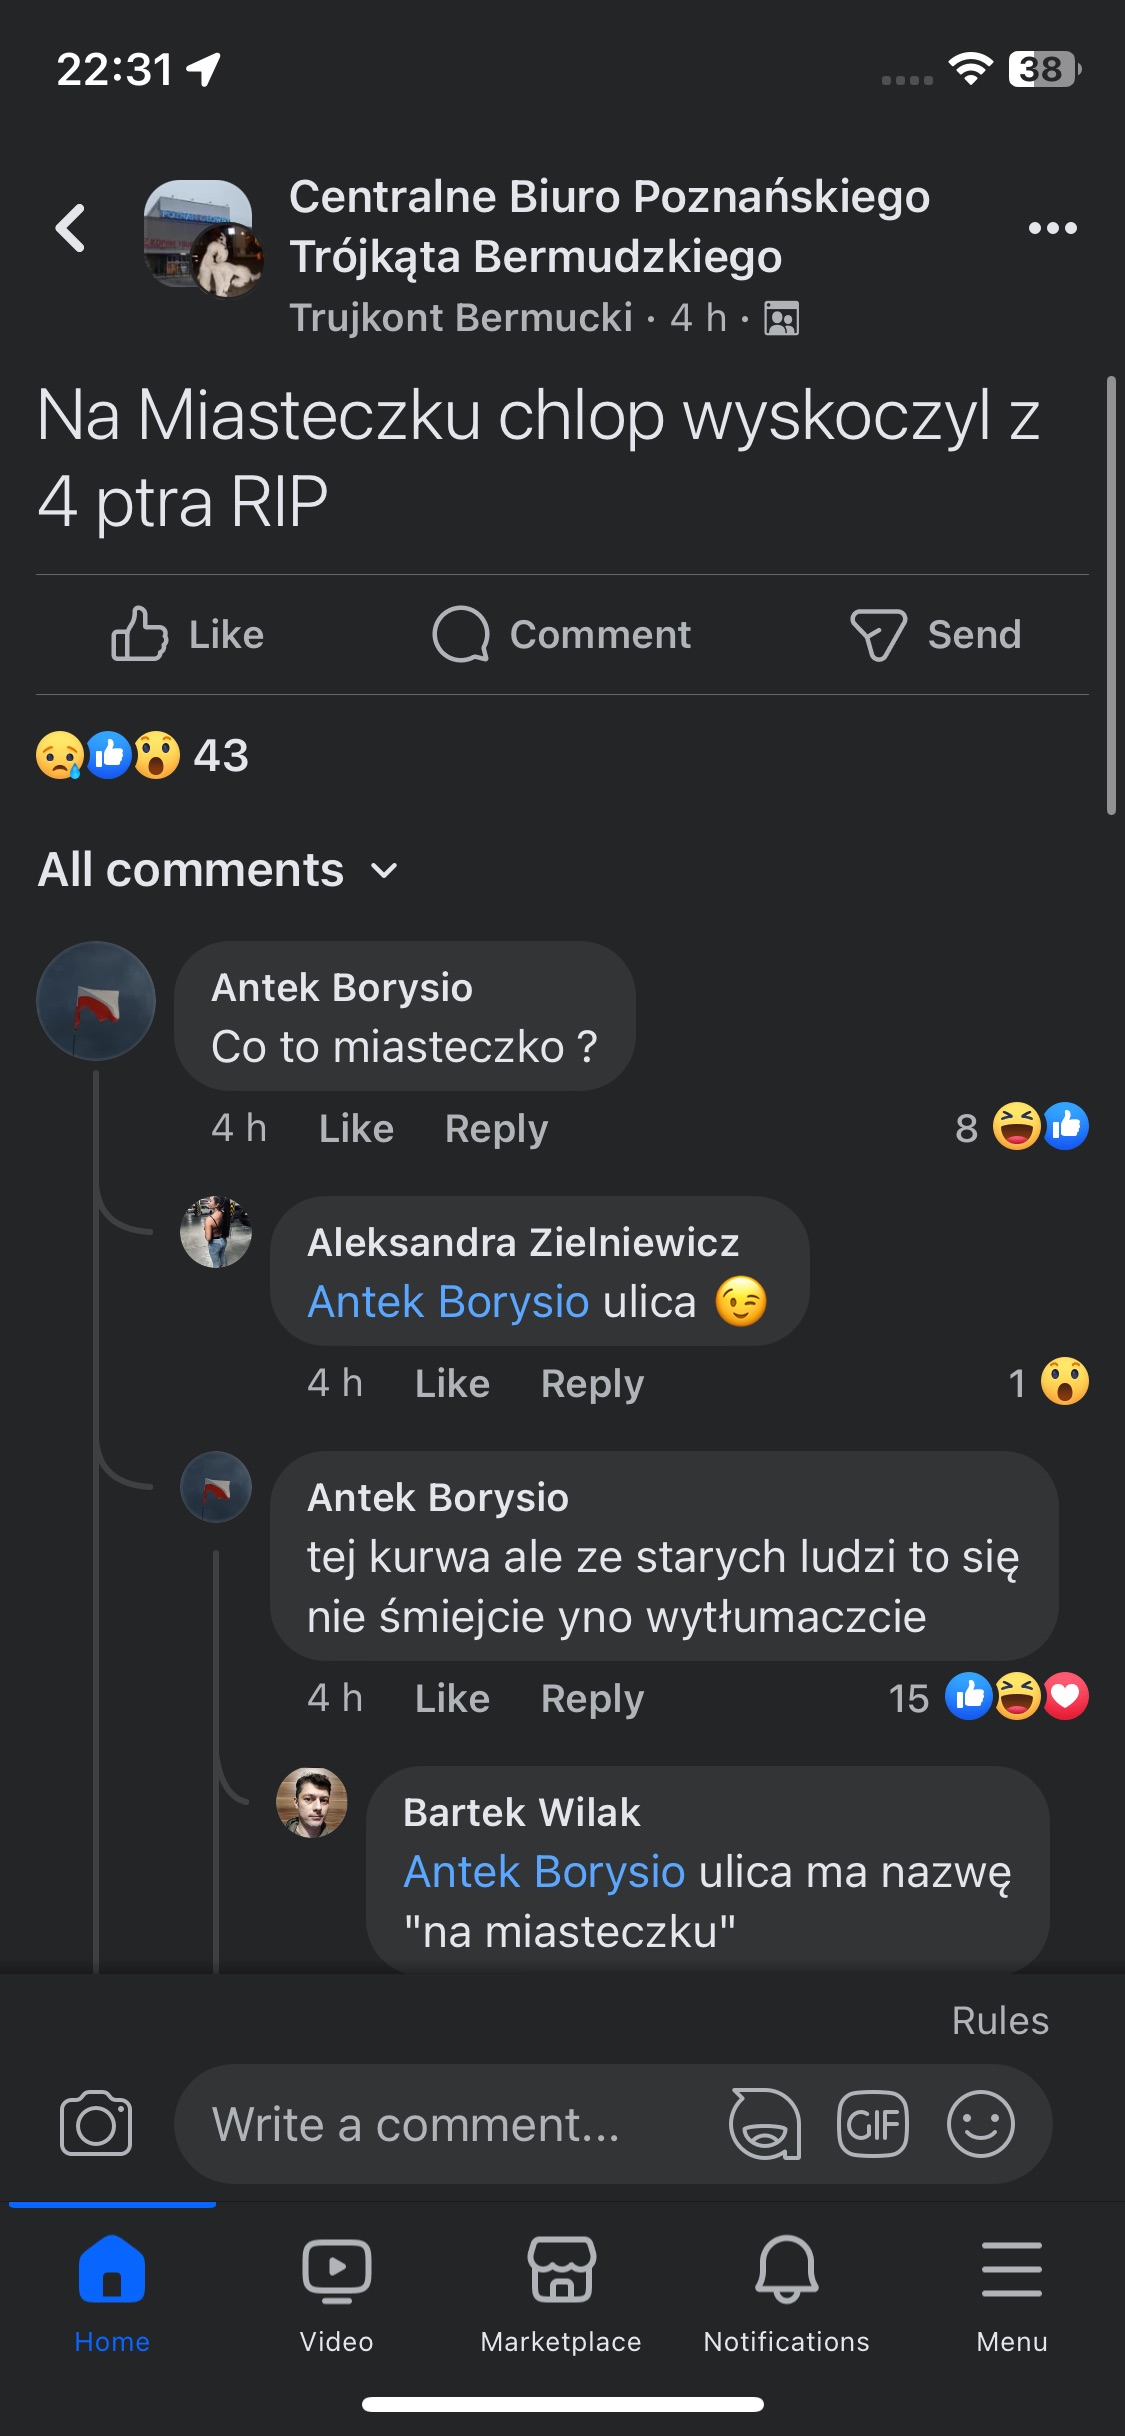 22:31
38
Centralne Biuro Poznańskiego
Trójkąta Bermudzkiego
Trujkont Bermucki · 4 h ·
Na Miasteczku chlop wyskoczyl z
4 ptra RIP
Like
Comment
Send
43
All comments
Antek Borysio
Co to miasteczko ?
4 h Like Reply 8
Aleksandra Zielniewicz
Antek Borysio ulica 😉
4 h Like Reply 1
Antek Borysio
tej kurwa ale ze starych ludzi to się
nie śmiejcie yno wytłumaczcie
4 h Like Reply 15
Bartek Wilak
Antek Borysio ulica ma nazwę
"na miasteczku"
Rules
Write a comment...
GIF
Home
Video
Marketplace
Notifications
Menu